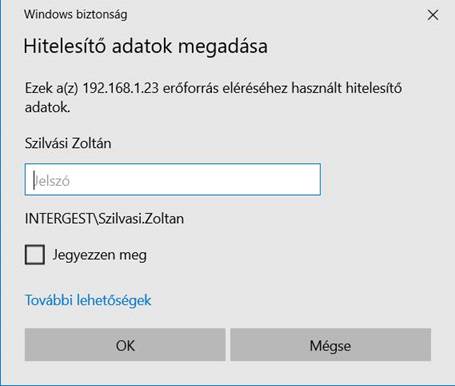 Windows biztonság
Hitelesítő adatok megadása
Ezek a(z) 192.168.1.23 erőforrás eléréséhez használt hitelesítő
adatok.
Szilvási Zoltán
Jelszó
INTERGEST\Szilvasi.Zoltan
Jegyezzen meg
További lehetőségek
OK
Mégse